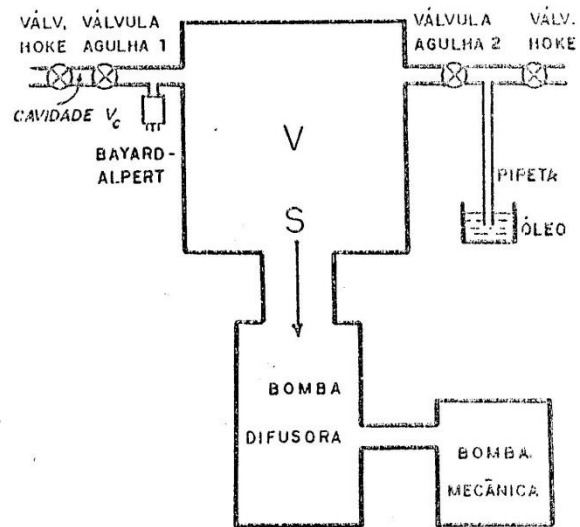 VÁLV.
HOKE
VÁLVULA
AGULHA 1
VÁLVULA
AGULHA 2
VÁLV.
HOKE
CAVIDADE Vc
BAYARD-
ALPERT
V
S
PIPETA
ÓLEO
BOMBA
DIFUSORA
BOMBA
MECÂNICA